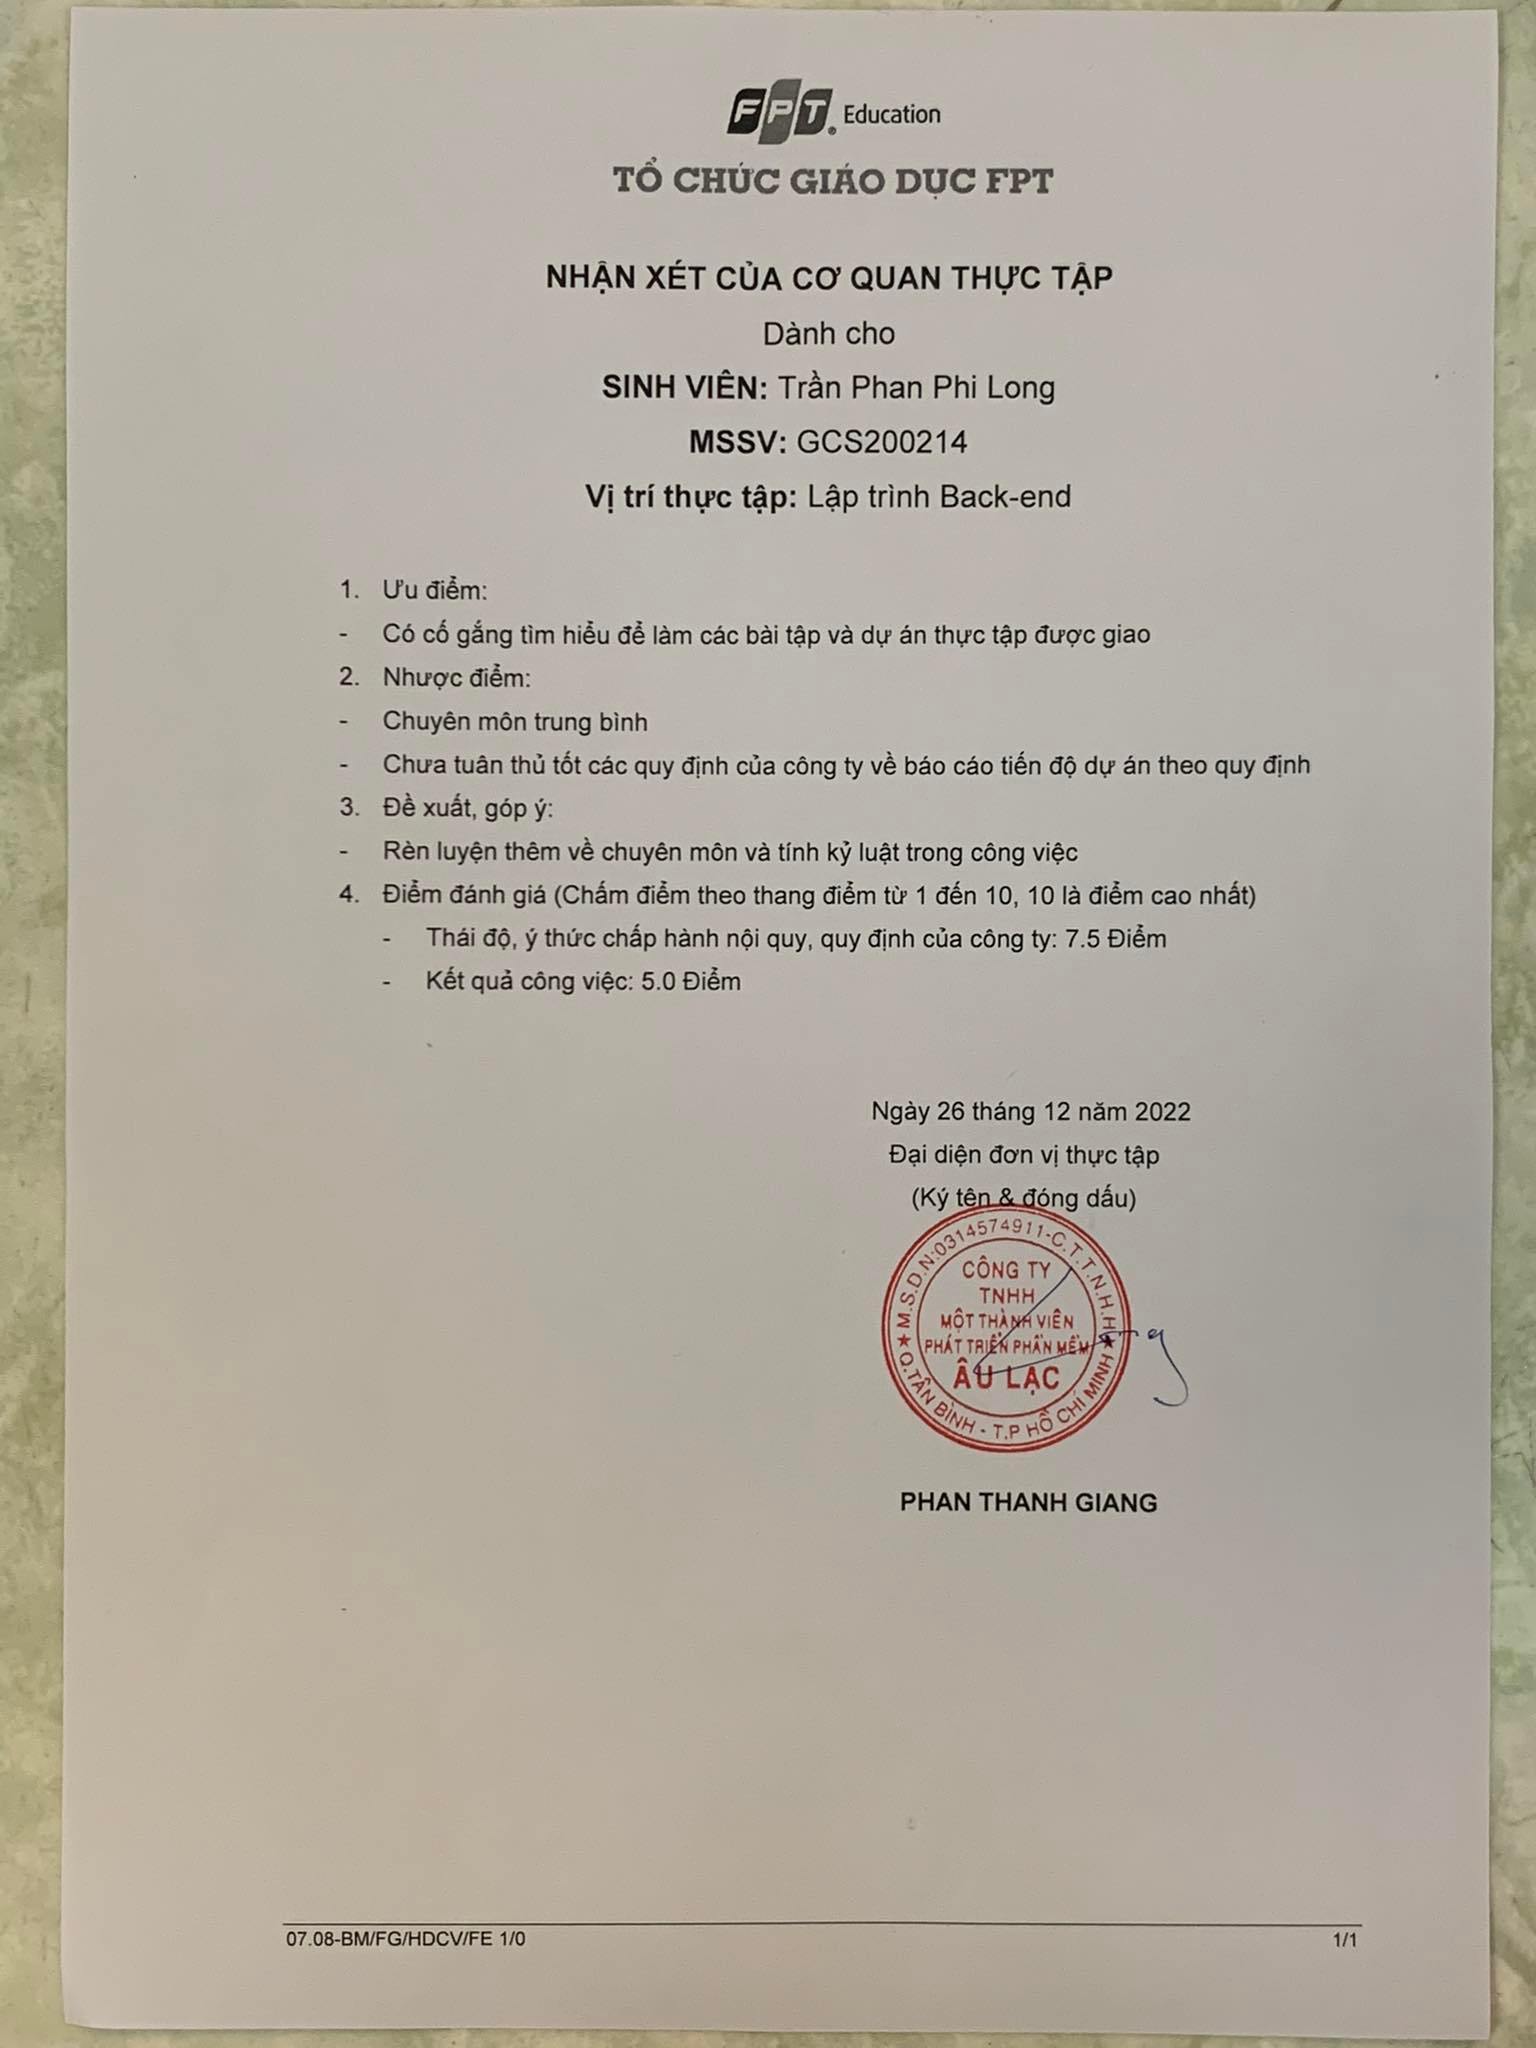 FPT Education
TỔ CHỨC GIÁO DỤC FPT
NHẬN XÉT CỦA CƠ QUAN THỰC TẬP
Dành cho
SINH VIÊN: Trần Phan Phi Long
MSSV: GCS200214
Vị trí thực tập: Lập trình Back-end
1. Ưu điểm:
- Có cố gắng tìm hiểu để làm các bài tập và dự án thực tập được giao
2. Nhược điểm:
- Chuyên môn trung bình
- Chưa tuân thủ tốt các quy định của công ty về báo cáo tiến độ dự án theo quy định
3. Đề xuất, góp ý:
- Rèn luyện thêm về chuyên môn và tính kỷ luật trong công việc
4. Điểm đánh giá (Chấm điểm theo thang điểm từ 1 đến 10, 10 là điểm cao nhất)
- Thái độ, ý thức chấp hành nội quy, quy định của công ty: 7.5 Điểm
- Kết quả công việc: 5.0 Điểm
Ngày 26 tháng 12 năm 2022
Đại diện đơn vị thực tập
(Ký tên & đóng dấu)
M.S.D.N:0314574911-C.T.T.N.H.H
CÔNG TY
TNHH
MỘT THÀNH VIÊN
PHÁT TRIỂN PHẦN MỀM
ÂU LẠC
Q.TÂN BÌNH - T.P HỒ CHÍ MINH
PHAN THANH GIANG
07.08-BM/FG/HDCV/FE 1/0
1/1